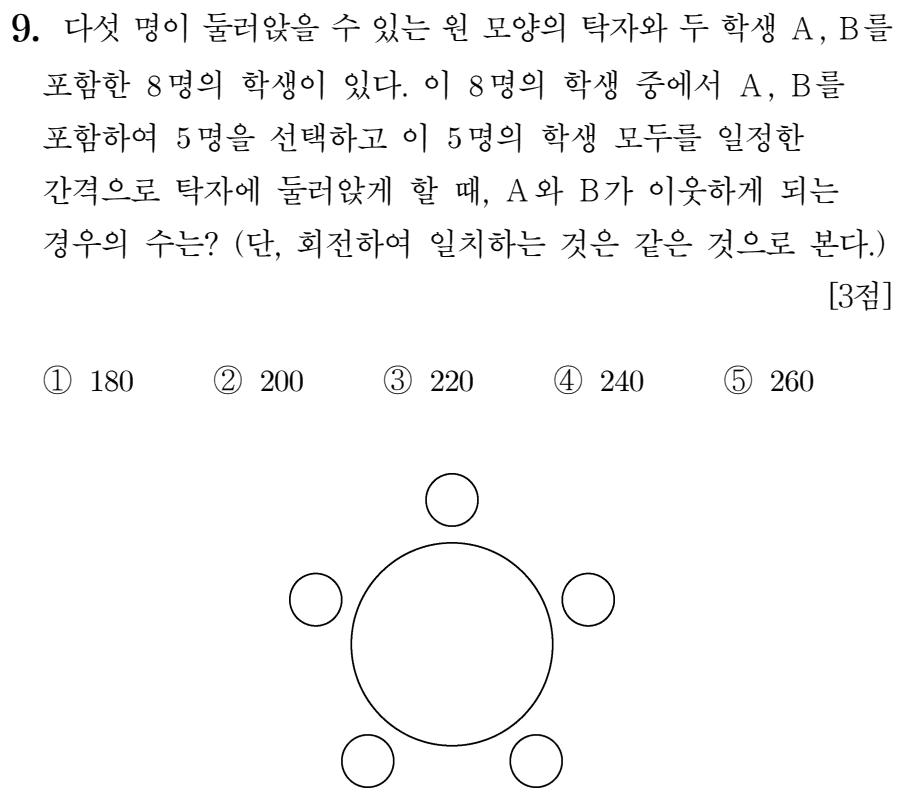 9. 다섯 명이 둘러앉을 수 있는 원 모양의 탁자와 두 학생 A, B를
포함한 8명의 학생이 있다. 이 8명의 학생 중에서 A, B를
포함하여 5명을 선택하고 이 5명의 학생 모두를 일정한
간격으로 탁자에 둘러앉게 할 때, A와 B가 이웃하게 되는
경우의 수는? (단, 회전하여 일치하는 것은 같은 것으로 본다.)
[3점]
① 180 ② 200 ③ 220 ④ 240 ⑤ 260